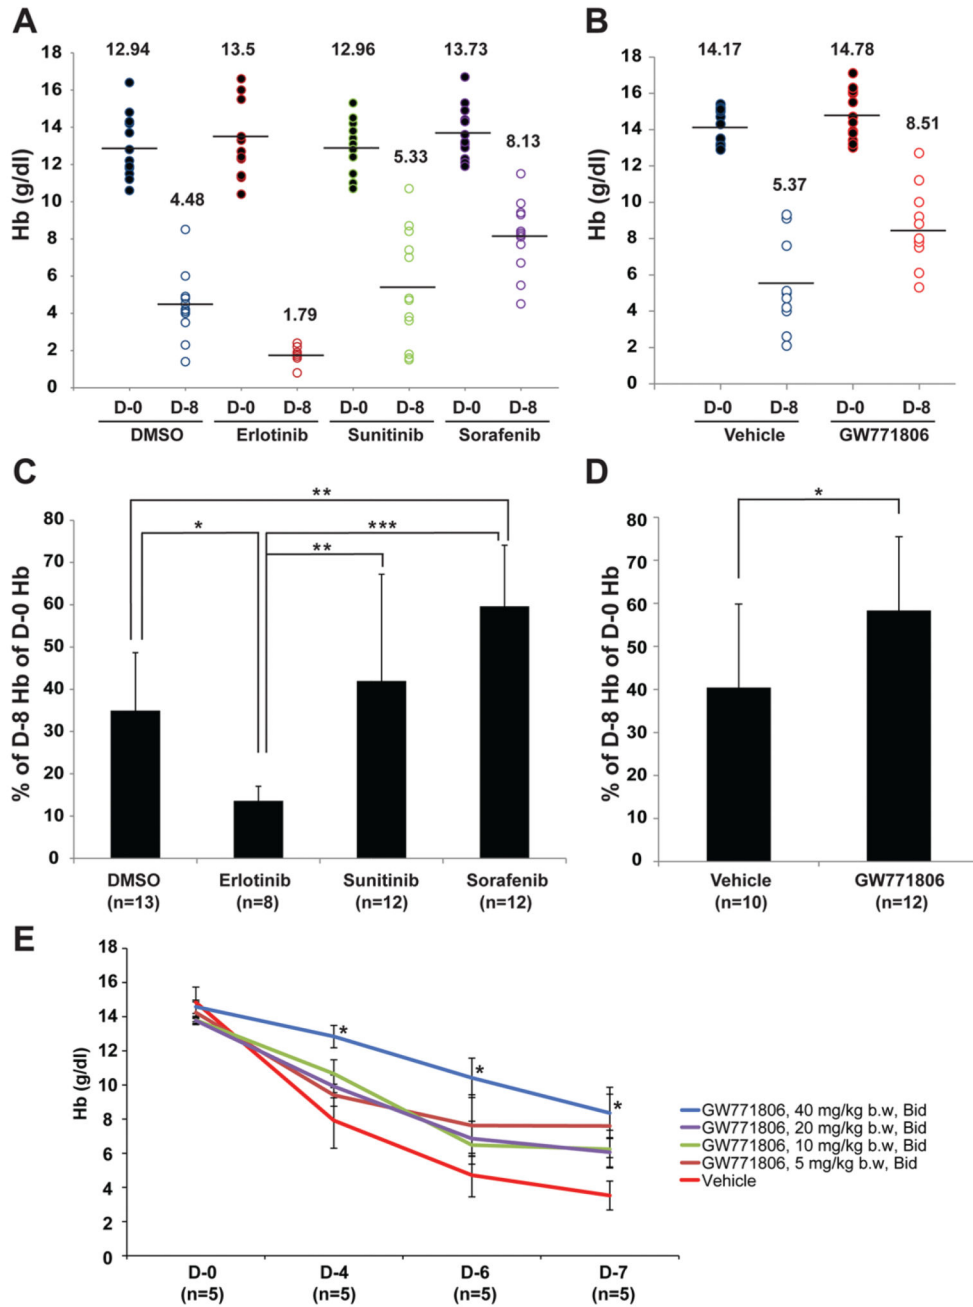 A
12.94 13.5 12.96 13.73
18
16
14
12
10
8
6
4
2
0
Hb (g/dl)
4.48
1.79
5.33
8.13
D-0 D-8 D-0 D-8 D-0 D-8 D-0 D-8
DMSO Erlotinib Sunitinib Sorafenib
B
14.17 14.78
18
16
14
12
10
8
6
4
2
0
Hb (g/dl)
5.37
8.51
D-0 D-8 D-0 D-8
Vehicle GW771806
C
80
70
60
50
40
30
20
10
0
% of D-8 Hb of D-0 Hb
**
* ***
**
DMSO Erlotinib Sunitinib Sorafenib
(n=13) (n=8) (n=12) (n=12)
D
80
70
60
50
40
30
20
10
0
% of D-8 Hb of D-0 Hb
*
Vehicle GW771806
(n=10) (n=12)
E
18
16
14
12
10
8
6
4
2
0
Hb (g/dl)
*
*
*
D-0 D-4 D-6 D-7
(n=5) (n=5) (n=5) (n=5)
GW771806, 40 mg/kg b.w, Bid
GW771806, 20 mg/kg b.w, Bid
GW771806, 10 mg/kg b.w, Bid
GW771806, 5 mg/kg b.w, Bid
Vehicle